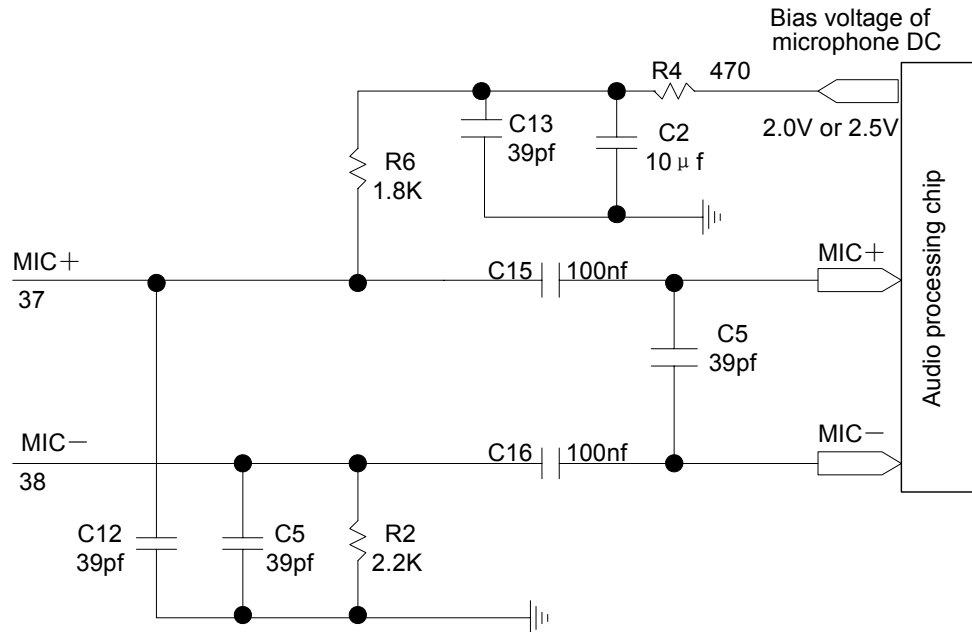 Bias voltage of
microphone DC
R4 470
2.0V or 2.5V
C13
39pf
C2
10μf
R6
1.8K
MIC+
37
C15 100nf
MIC+
C5
39pf
Audio processing chip
MIC−
38
C16 100nf
MIC−
C12
39pf
C5
39pf
R2
2.2K